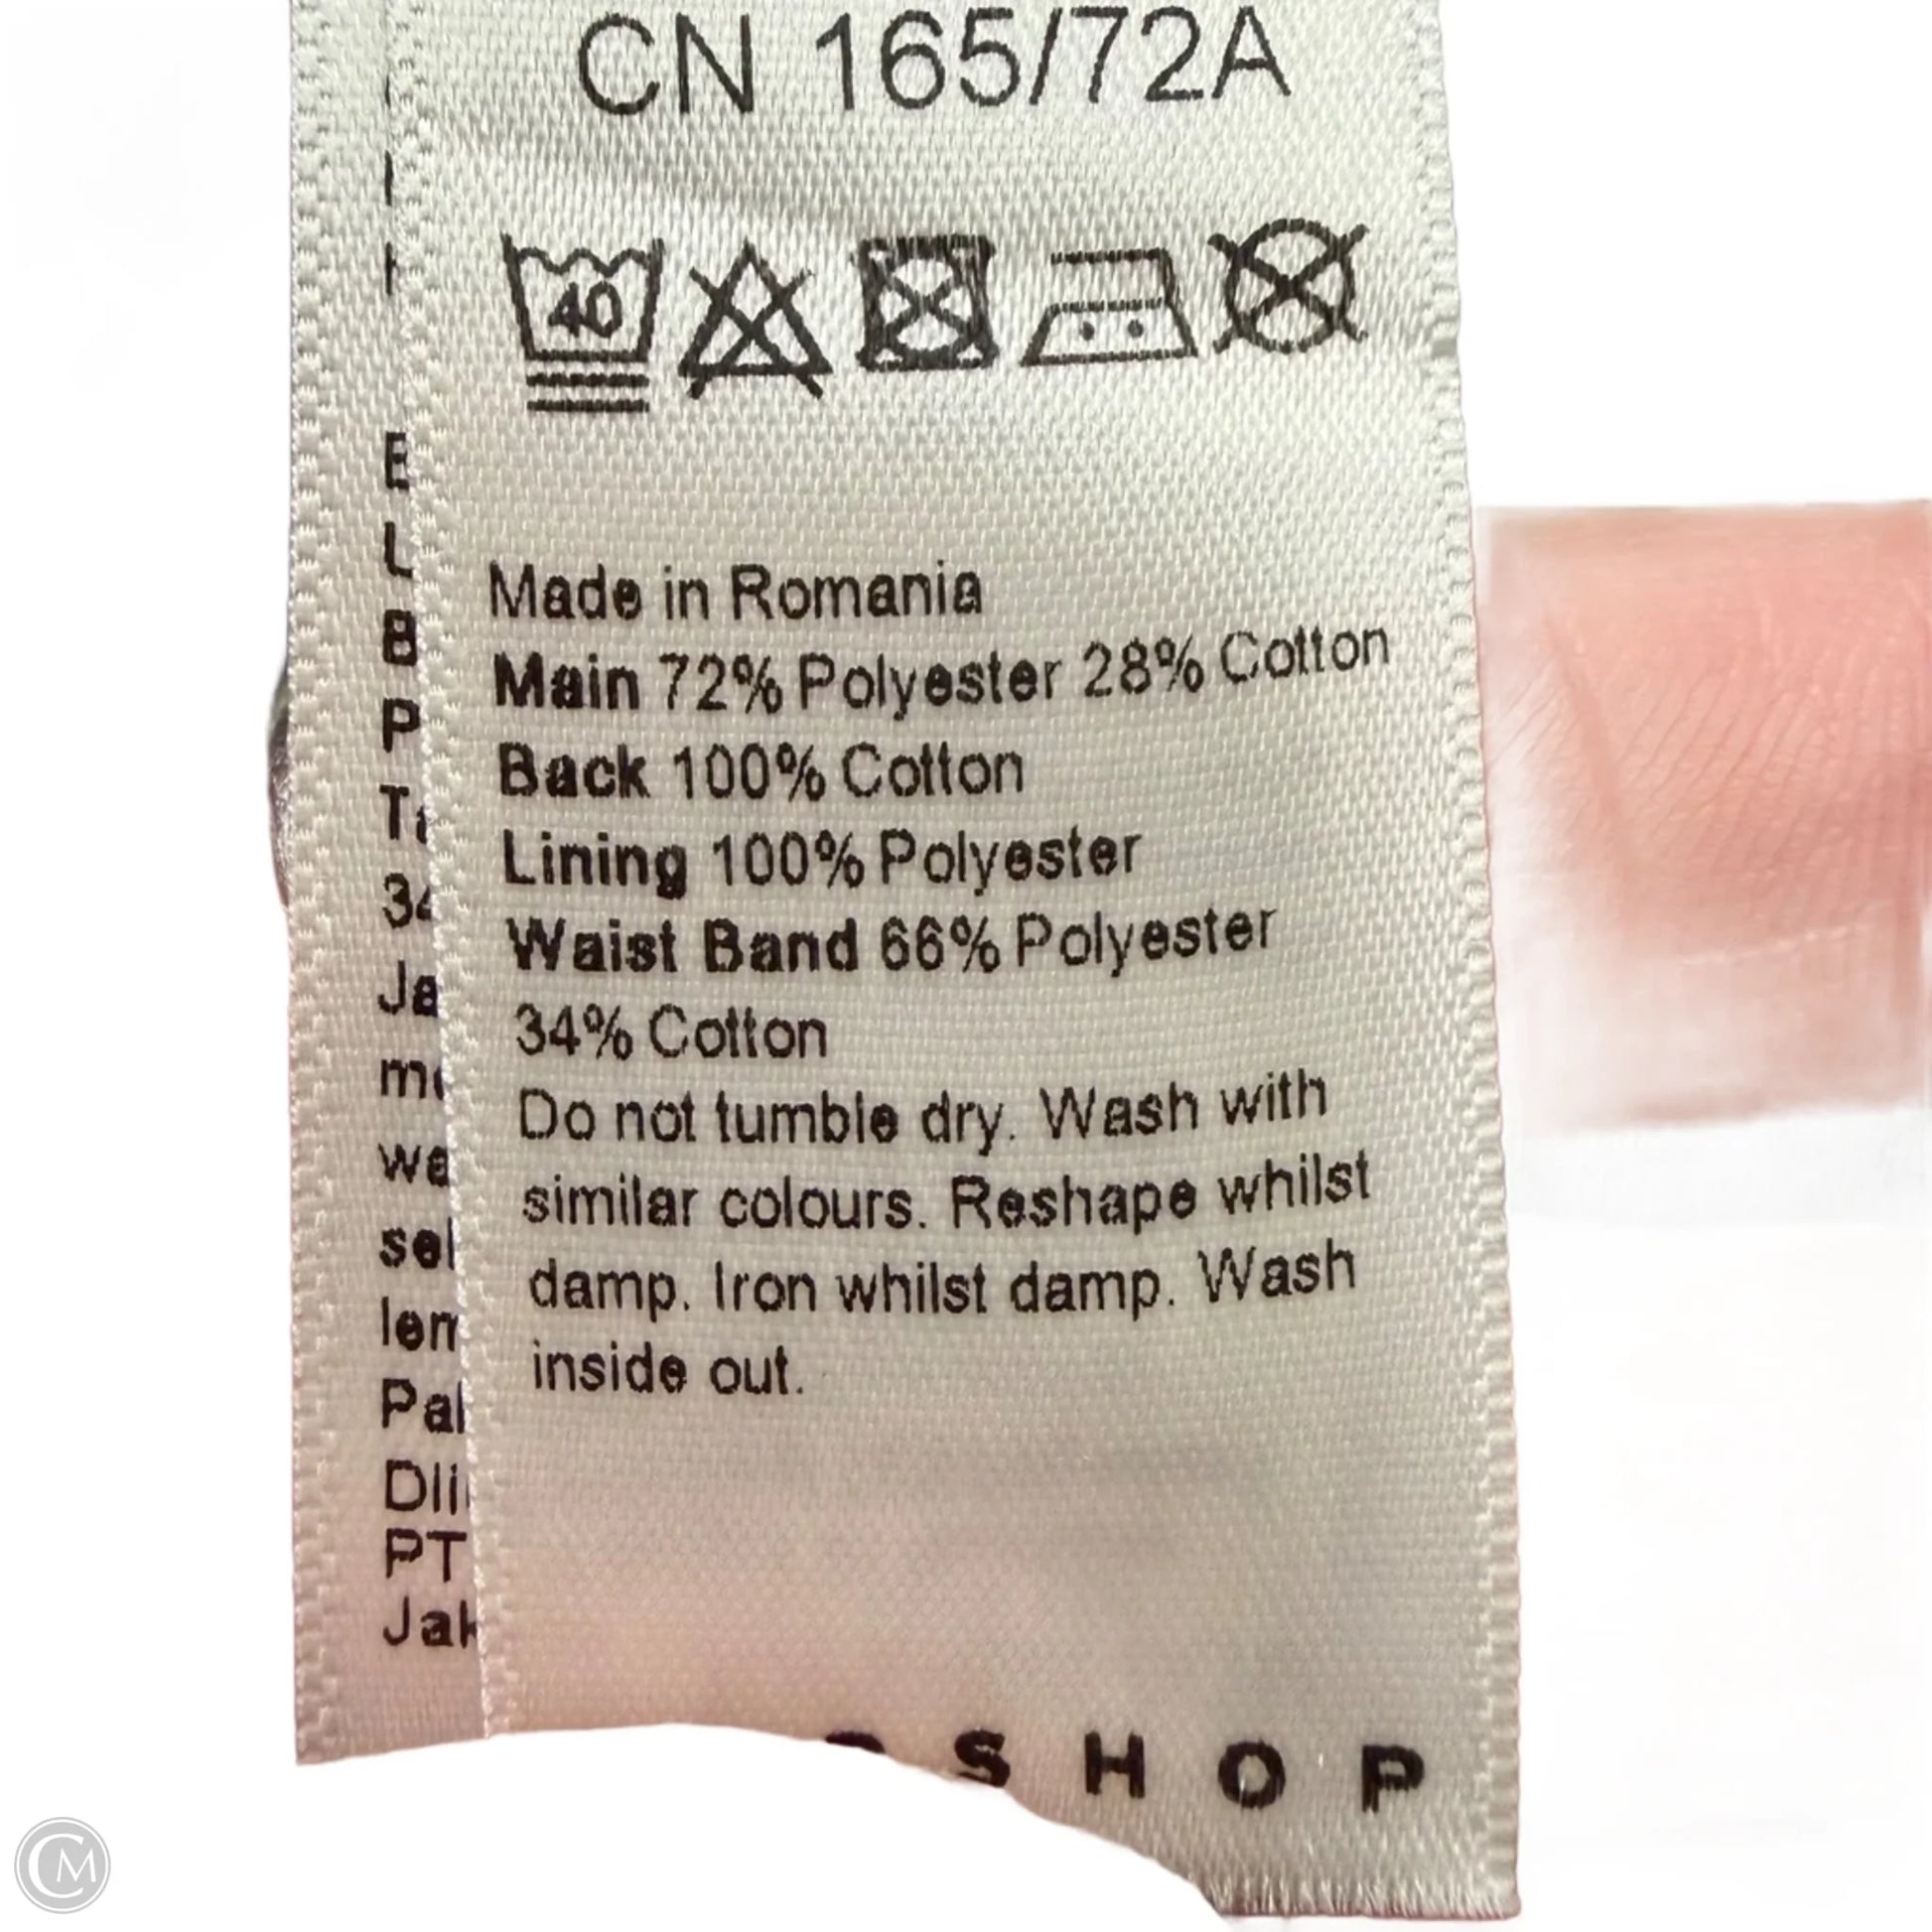 CN 165/72A
40
Made in Romania
Main 72% Polyester 28% Cotton
Back 100% Cotton
Lining 100% Polyester
Waist Band 66% Polyester
34% Cotton
Do not tumble dry. Wash with
similar colours. Reshape whilst
damp. Iron whilst damp. Wash
inside out.
SHOP
CM